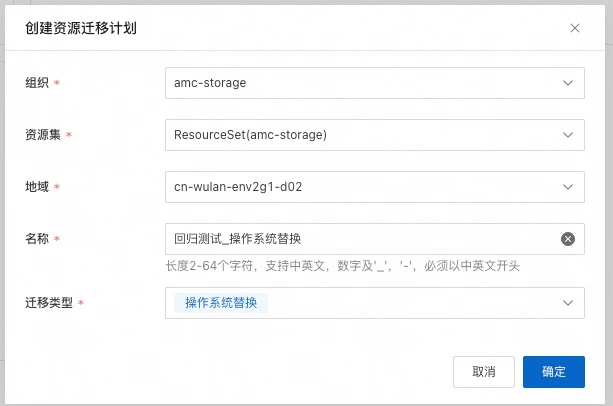 创建资源迁移计划
组织 *
amc-storage
资源集 *
ResourceSet(amc-storage)
地域 *
cn-wulan-env2g1-d02
名称 *
回归测试_操作系统替换
长度2-64个字符，支持中英文，数字及'_'，'-'，必须以中英文开头
迁移类型 *
操作系统替换
取消
确定